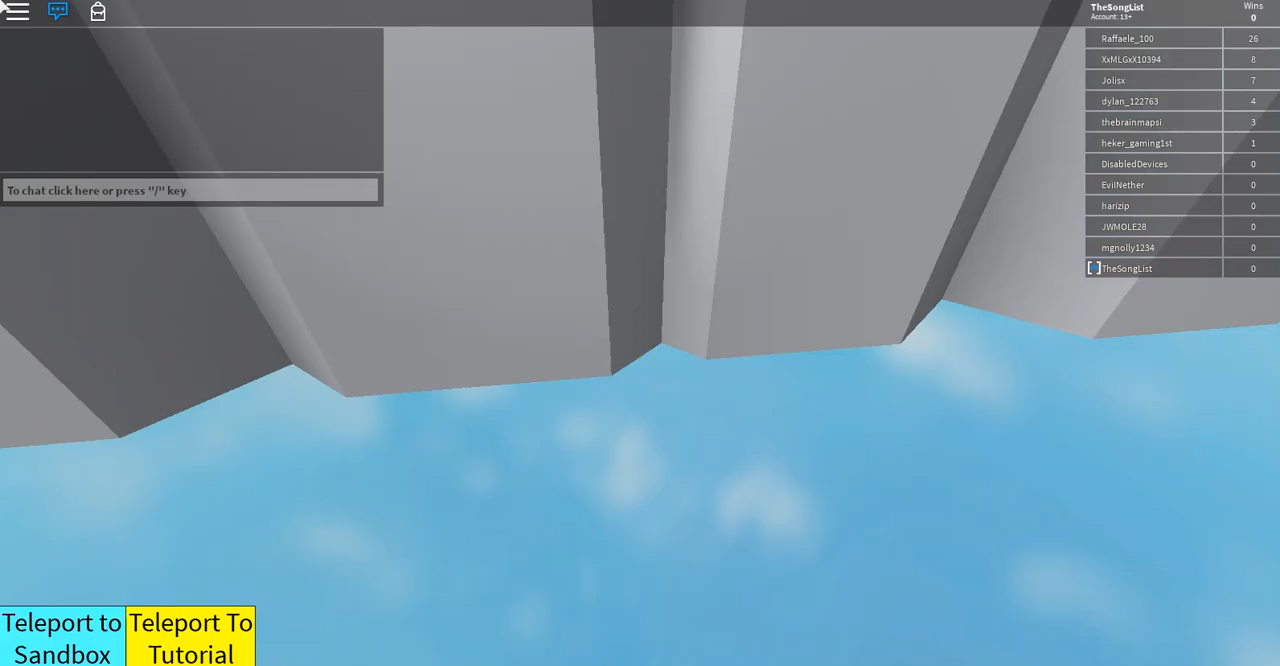 TheSongList
Account: 13+
Wins
0
Raffaele_100 26
XxMLGxX10394 8
Jolisx 7
dylan_122763 4
thebrainmapsi 3
heker_gaming1st 1
DisabledDevices 0
EvilNether 0
harizip 0
JWMOLE28 0
mgnolly1234 0
TheSongList 0
To chat click here or press "/" key
Teleport to
Sandbox
Teleport To
Tutorial